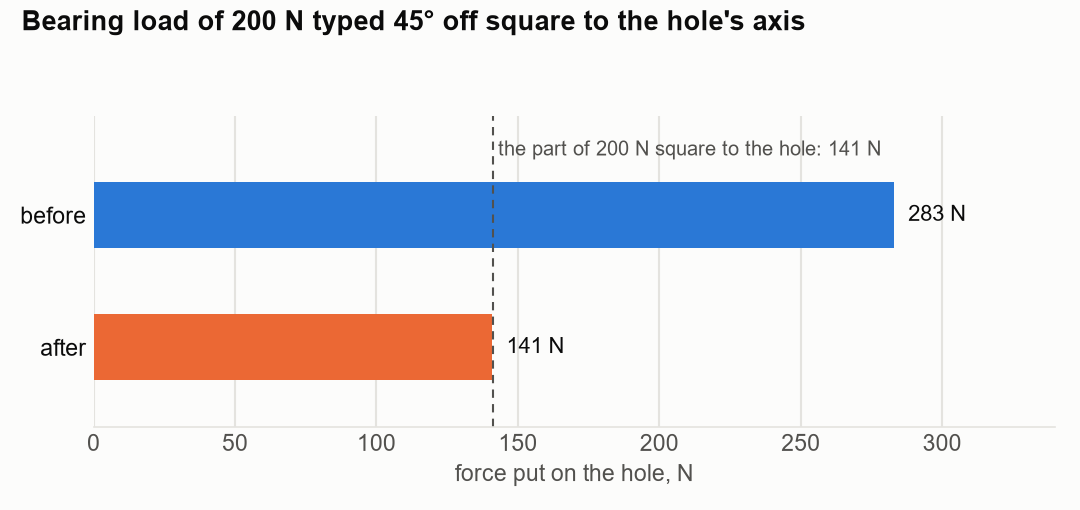 Bearing load of 200 N typed 45° off square to the hole's axis
the part of 200 N square to the hole: 141 N
before
283 N
after
141 N
0 50 100 150 200 250 300
force put on the hole, N